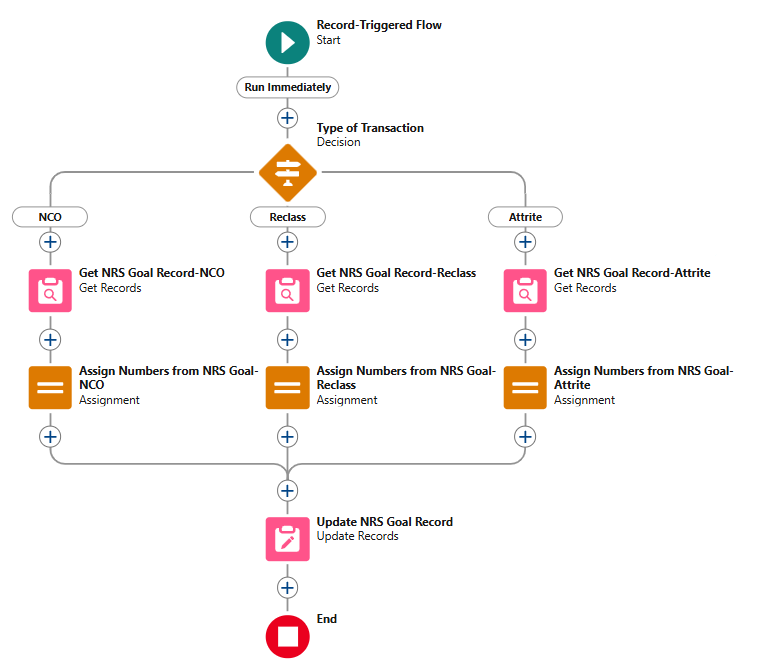 Record-Triggered Flow
Start
Run Immediately
Type of Transaction
Decision
NCO
Reclass
Attrite
Get NRS Goal Record-NCO
Get Records
Get NRS Goal Record-Reclass
Get Records
Get NRS Goal Record-Attrite
Get Records
Assign Numbers from NRS Goal-
NCO
Assignment
Assign Numbers from NRS Goal-
Reclass
Assignment
Assign Numbers from NRS Goal-
Attrite
Assignment
Update NRS Goal Record
Update Records
End